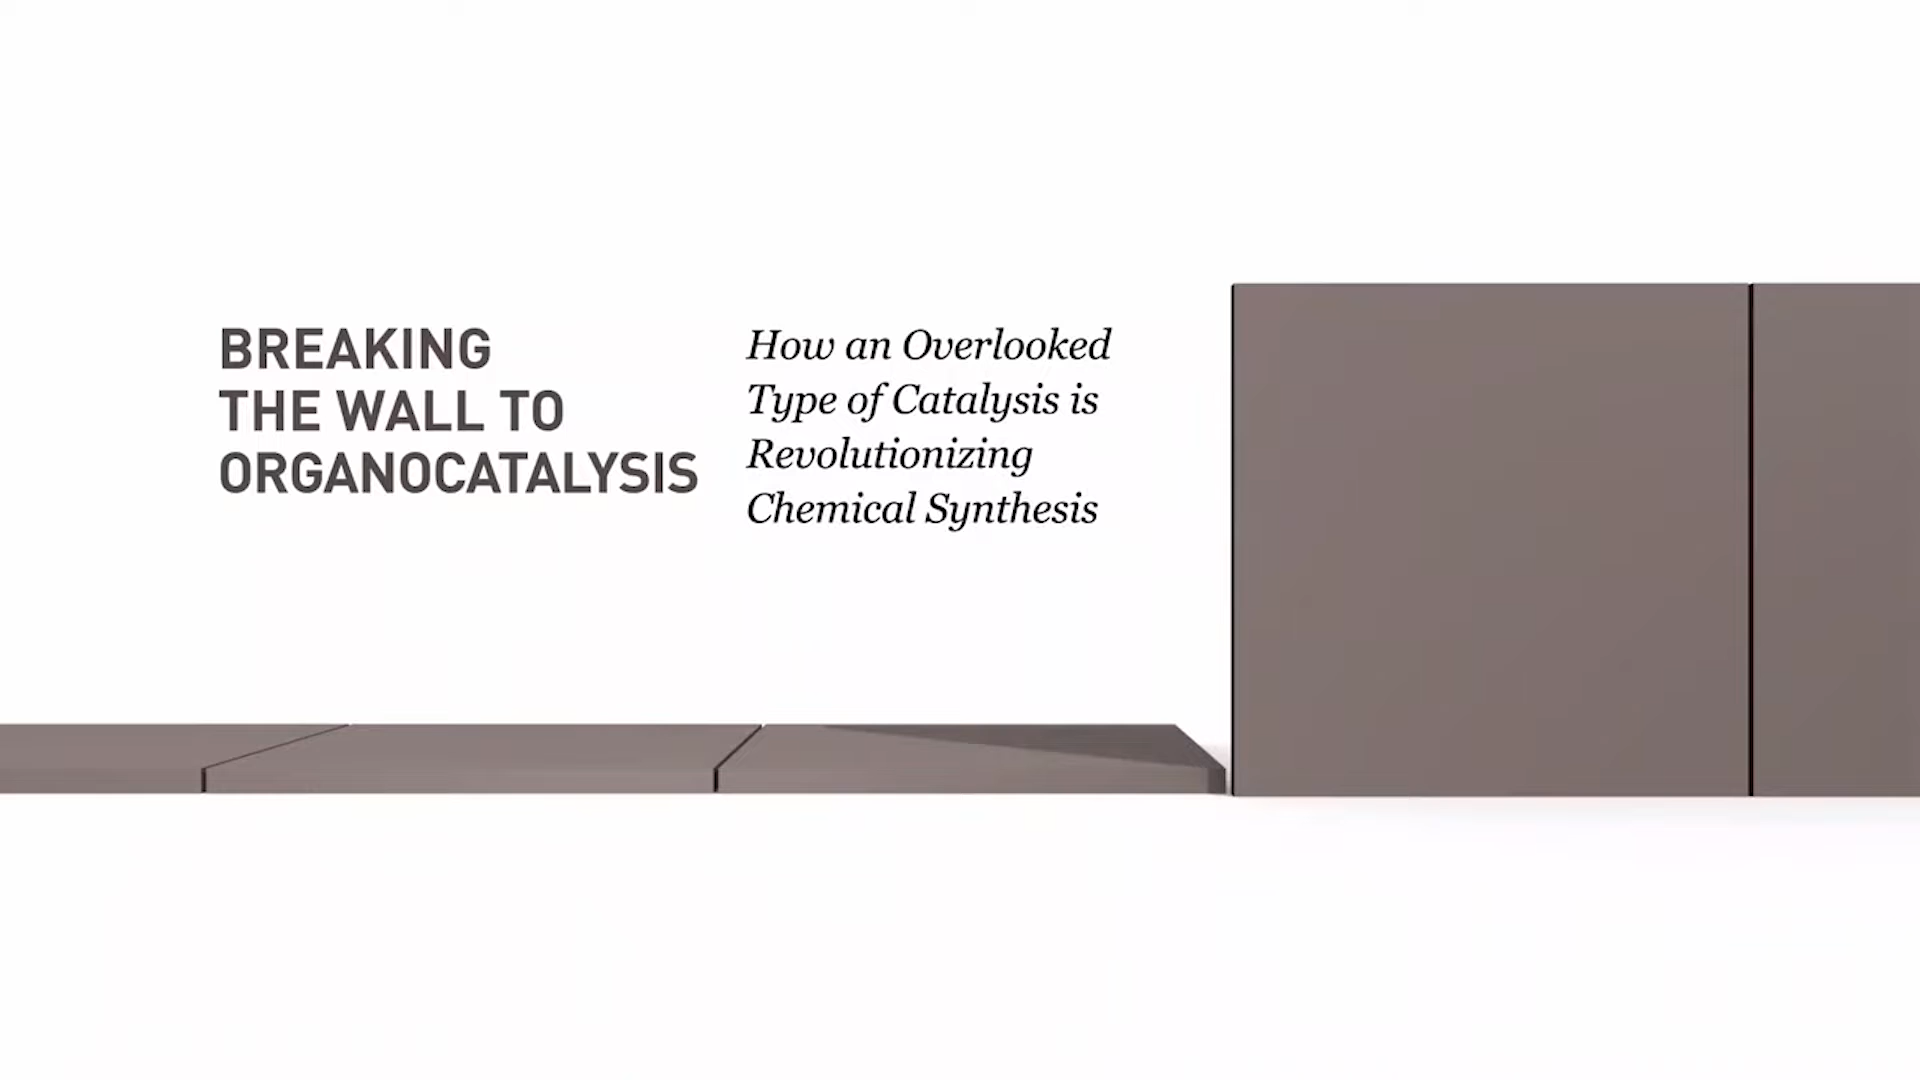 BREAKING
THE WALL TO
ORGANOCATALYSIS
How an Overlooked
Type of Catalysis is
Revolutionizing
Chemical Synthesis